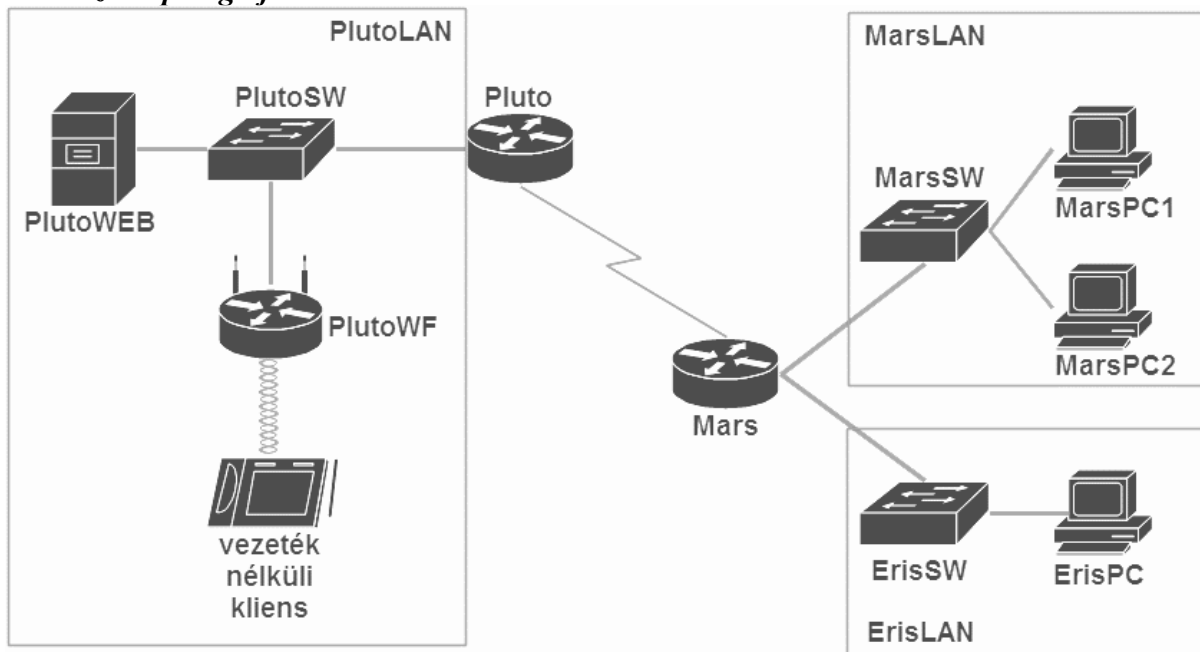 PlutoLAN
MarsLAN
PlutoSW
Pluto
PlutoWEB
MarsSW
MarsPC1
PlutoWF
MarsPC2
Mars
vezeték
nélküli
kliens
ErisSW
ErisPC
ErisLAN